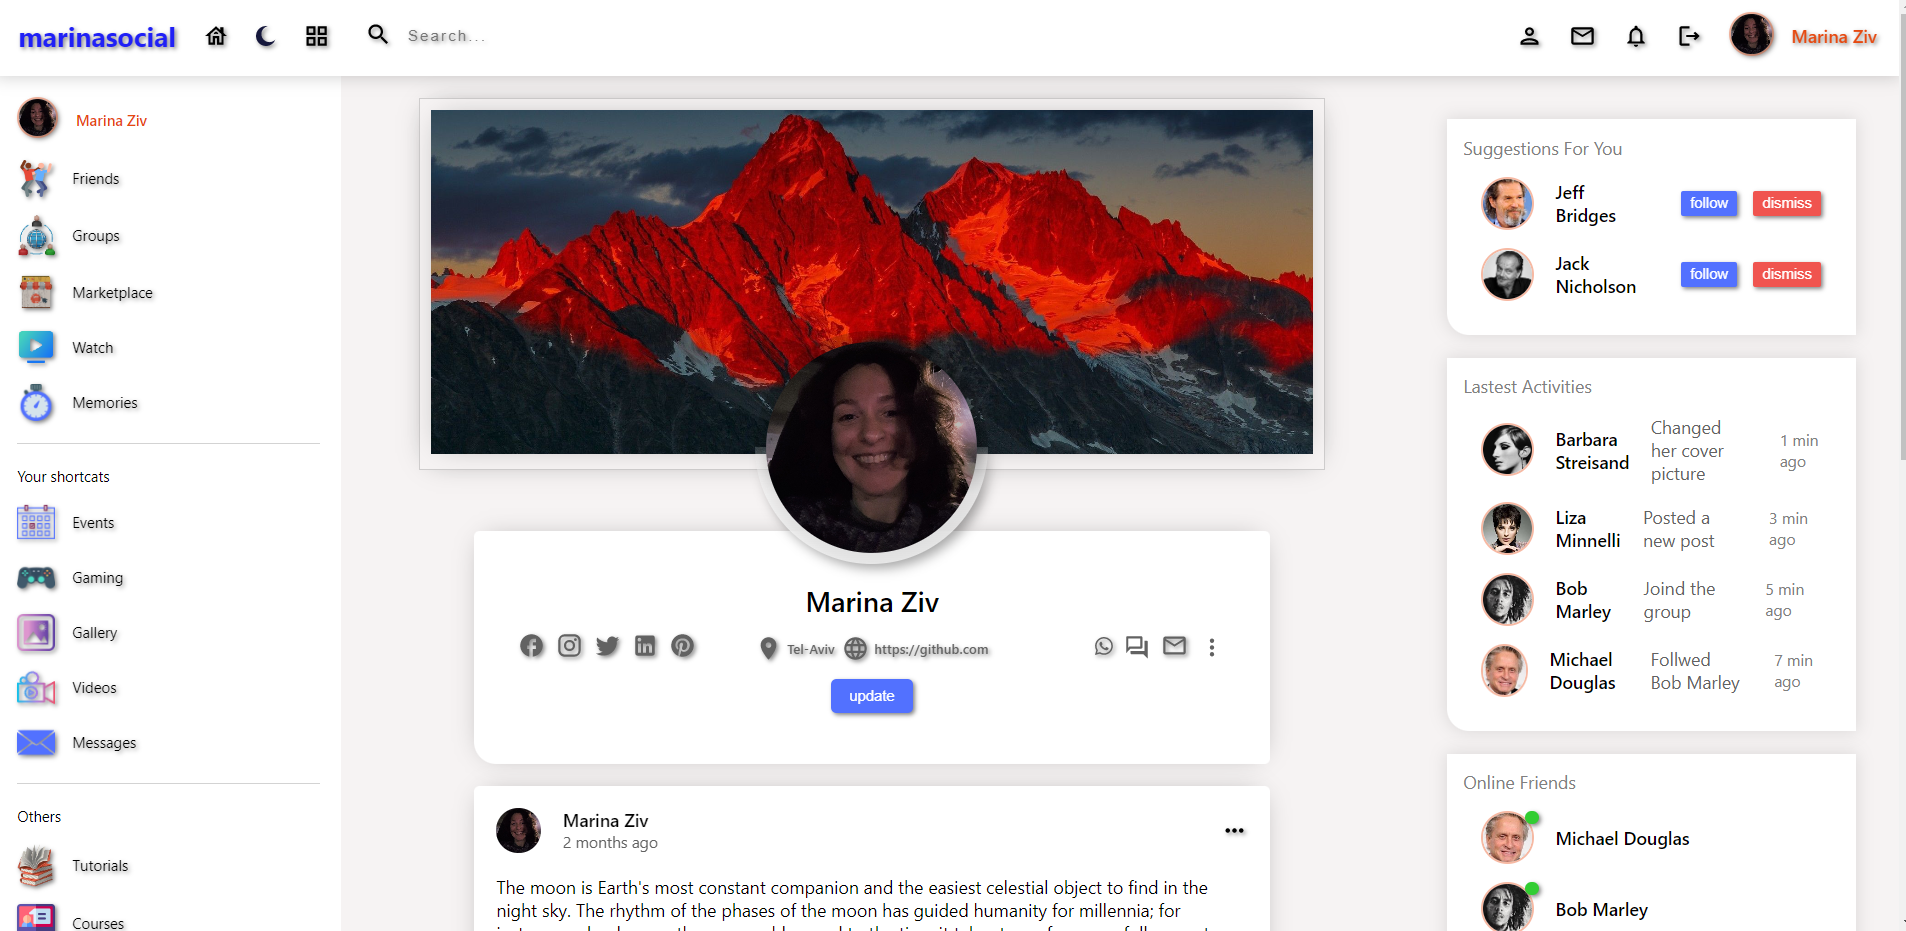 marinasocial
Search...
Marina Ziv
Marina Ziv
Friends
Groups
Marketplace
Watch
Memories
Your shortcats
Events
Gaming
Gallery
Videos
Messages
Others
Tutorials
Courses
Marina Ziv
Tel-Aviv https://github.com
update
Marina Ziv
2 months ago
The moon is Earth's most constant companion and the easiest celestial object to find in the
night sky. The rhythm of the phases of the moon has guided humanity for millennia; for
Suggestions For You
Jeff
Bridges
follow dismiss
Jack
Nicholson
follow dismiss
Lastest Activities
Barbara
Streisand
Changed
her cover
picture
1 min
ago
Liza
Minnelli
Posted a
new post
3 min
ago
Bob
Marley
Joind the
group
5 min
ago
Michael
Douglas
Follwed
Bob Marley
7 min
ago
Online Friends
Michael Douglas
Bob Marley